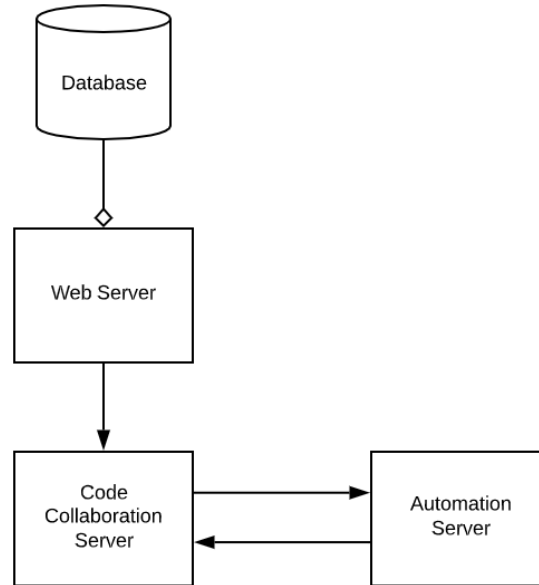 Database
Web Server
Code
Collaboration
Server
Automation
Server